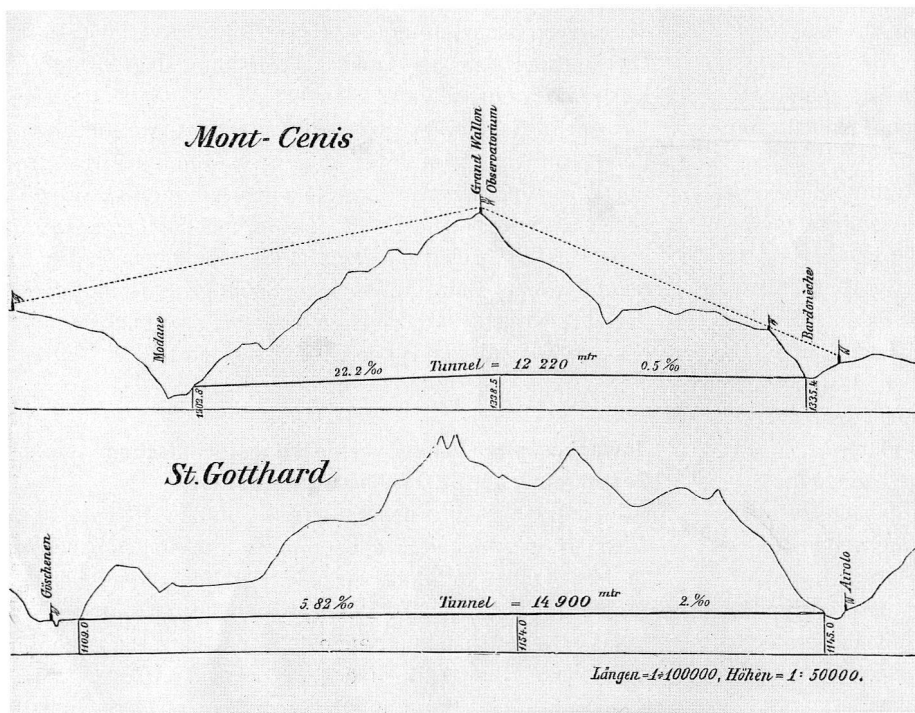 Mont-Cenis
Grand Wallon
Observatorium
Modane
Bardonèche
22.2‰ Tunnel = 12 220 mtr 0.5‰
1202.8
1328.5
1335.4
St. Gotthard
Göschenen
Airolo
5.82‰ Tunnel = 14 900 mtr 2.‰
1109.0
1154.0
1145.0
Längen = 1:100000, Höhen = 1: 50000.